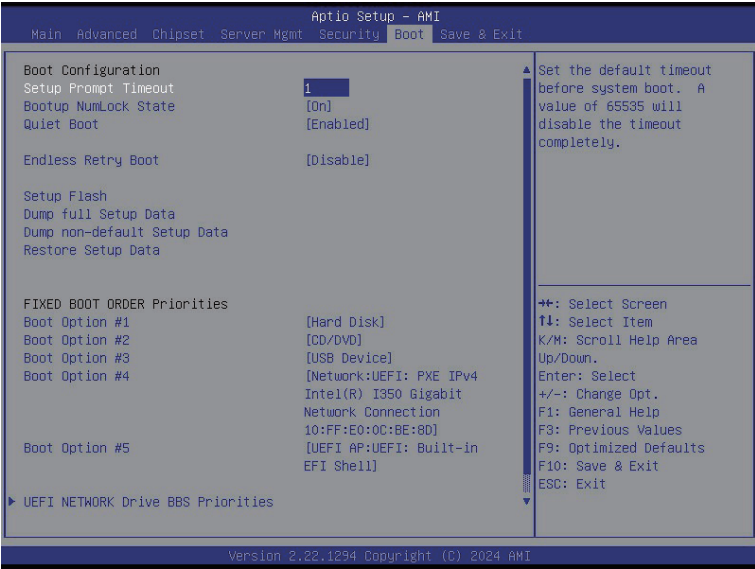 Aptio Setup – AMI
Main Advanced Chipset Server Mgmt Security Boot Save & Exit
Boot Configuration
Setup Prompt Timeout 1
Bootup NumLock State [On]
Quiet Boot [Enabled]
Endless Retry Boot [Disable]
Setup Flash
Dump full Setup Data
Dump non-default Setup Data
Restore Setup Data
FIXED BOOT ORDER Priorities
Boot Option #1 [Hard Disk]
Boot Option #2 [CD/DVD]
Boot Option #3 [USB Device]
Boot Option #4 [Network:UEFI: PXE IPv4
Intel(R) I350 Gigabit
Network Connection
10:FF:E0:0C:BE:8D]
Boot Option #5 [UEFI AP:UEFI: Built-in
EFI Shell]
UEFI NETWORK Drive BBS Priorities
Set the default timeout
before system boot. A
value of 65535 will
disable the timeout
completely.
→←: Select Screen
↑↓: Select Item
K/M: Scroll Help Area
Up/Down.
Enter: Select
+/-: Change Opt.
F1: General Help
F3: Previous Values
F9: Optimized Defaults
F10: Save & Exit
ESC: Exit
Version 2.22.1294 Copyright (C) 2024 AMI